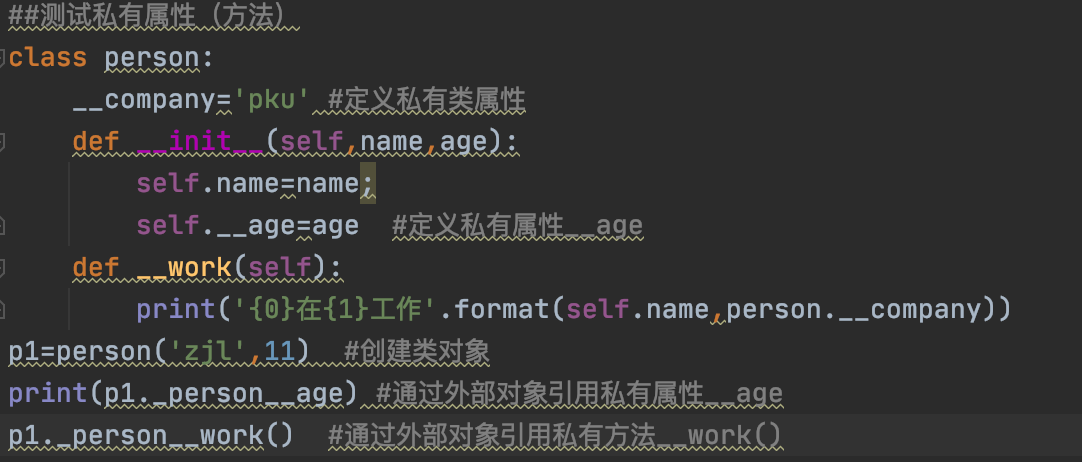 ##测试私有属性（方法）
class person:
    __company='pku' #定义私有类属性
    def __init__(self,name,age):
        self.name=name;
        self.__age=age  #定义私有属性__age
    def __work(self):
        print('{0}在{1}工作'.format(self.name,person.__company))
p1=person('zjl',11)  #创建类对象
print(p1._person__age) #通过外部对象引用私有属性__age
p1._person__work()  #通过外部对象引用私有方法__work()